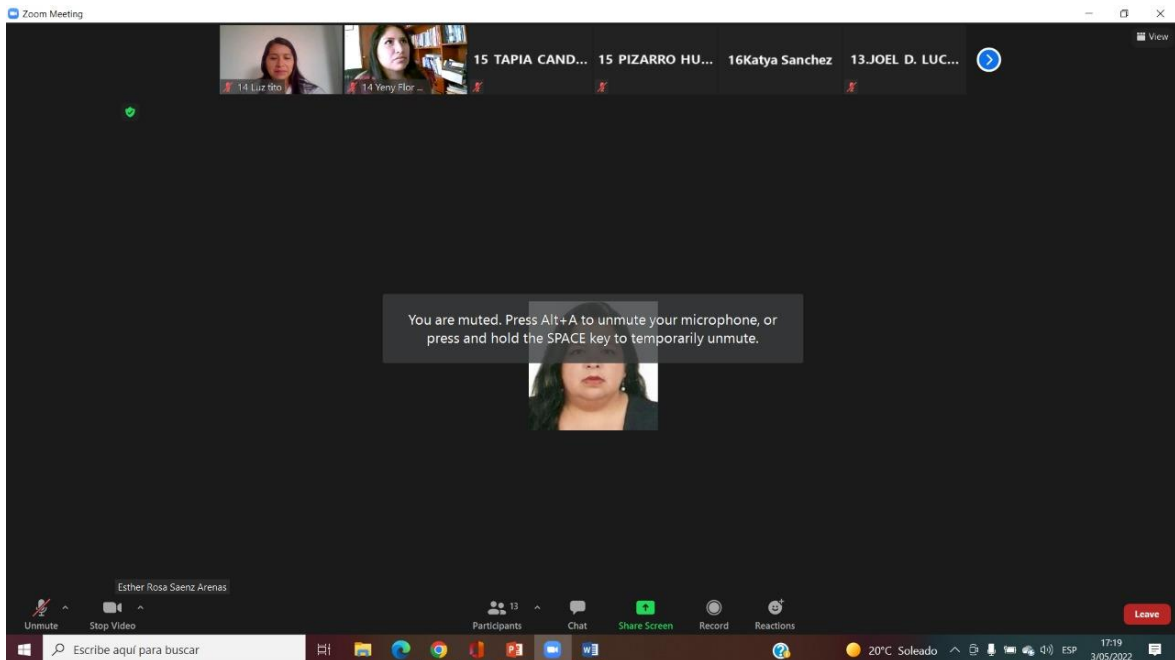 Zoom Meeting
View
14 Luz tito
14 Yeny Flor ...
15 TAPIA CAND...
15 PIZARRO HU...
16Katya Sanchez
13.JOEL D. LUC...
You are muted. Press Alt+A to unmute your microphone, or
press and hold the SPACE key to temporarily unmute.
Esther Rosa Saenz Arenas
Unmute
Stop Video
13
Participants
Chat
Share Screen
Record
Reactions
Leave
Escribe aquí para buscar
20°C Soleado
ESP
17:19
3/05/2022